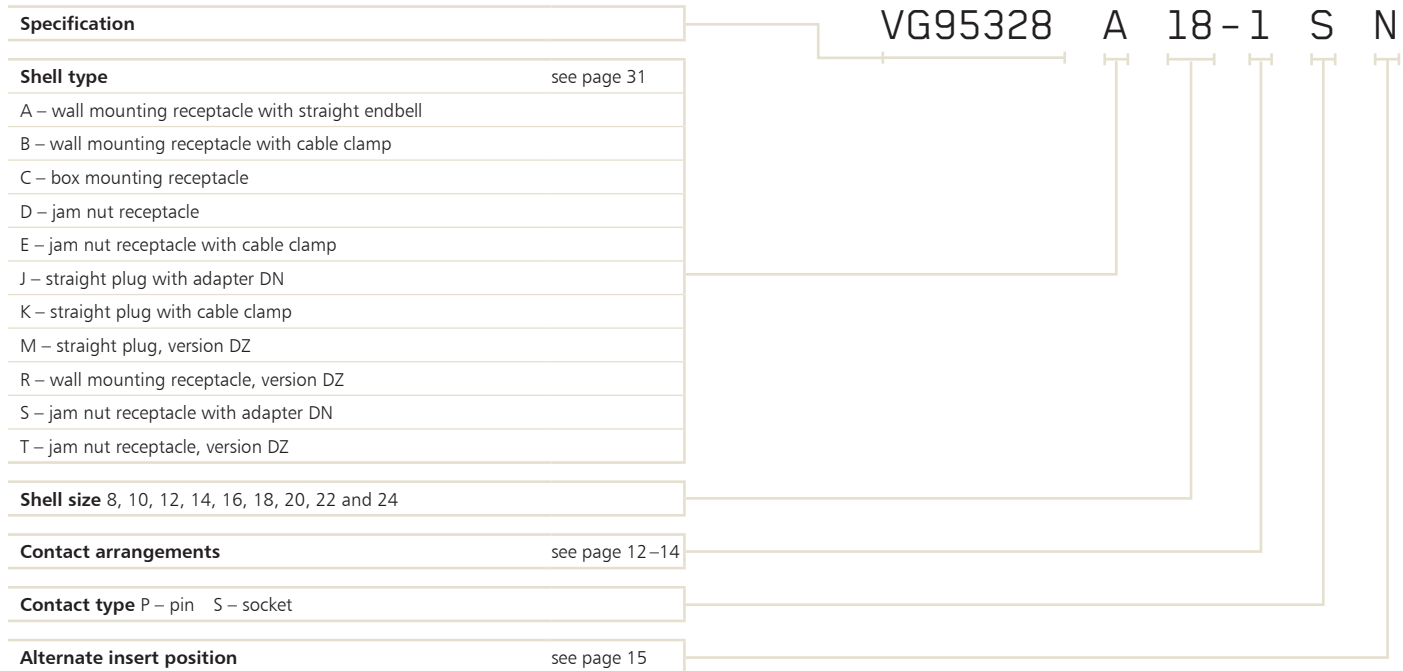 Specification
VG95328 A 18 – 1 S N
Shell type see page 31
A – wall mounting receptacle with straight endbell
B – wall mounting receptacle with cable clamp
C – box mounting receptacle
D – jam nut receptacle
E – jam nut receptacle with cable clamp
J – straight plug with adapter DN
K – straight plug with cable clamp
M – straight plug, version DZ
R – wall mounting receptacle, version DZ
S – jam nut receptacle with adapter DN
T – jam nut receptacle, version DZ
Shell size 8, 10, 12, 14, 16, 18, 20, 22 and 24
Contact arrangements see page 12–14
Contact type P – pin S – socket
Alternate insert position see page 15